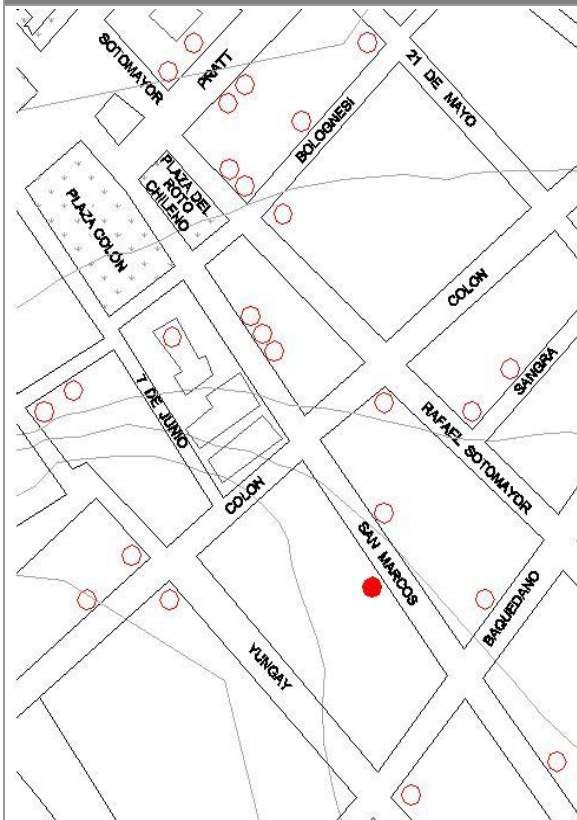 SOTOMAYOR
PRATT
21 DE MAYO
BOLOGNESI
PLAZA DEL
ROTO
CHILENO
PLAZA COLÓN
COLON
SANGRA
7 DE JUNIO
RAFAEL SOTOMAYOR
COLON
SAN MARCOS
BAQUEDANO
YUNGAY